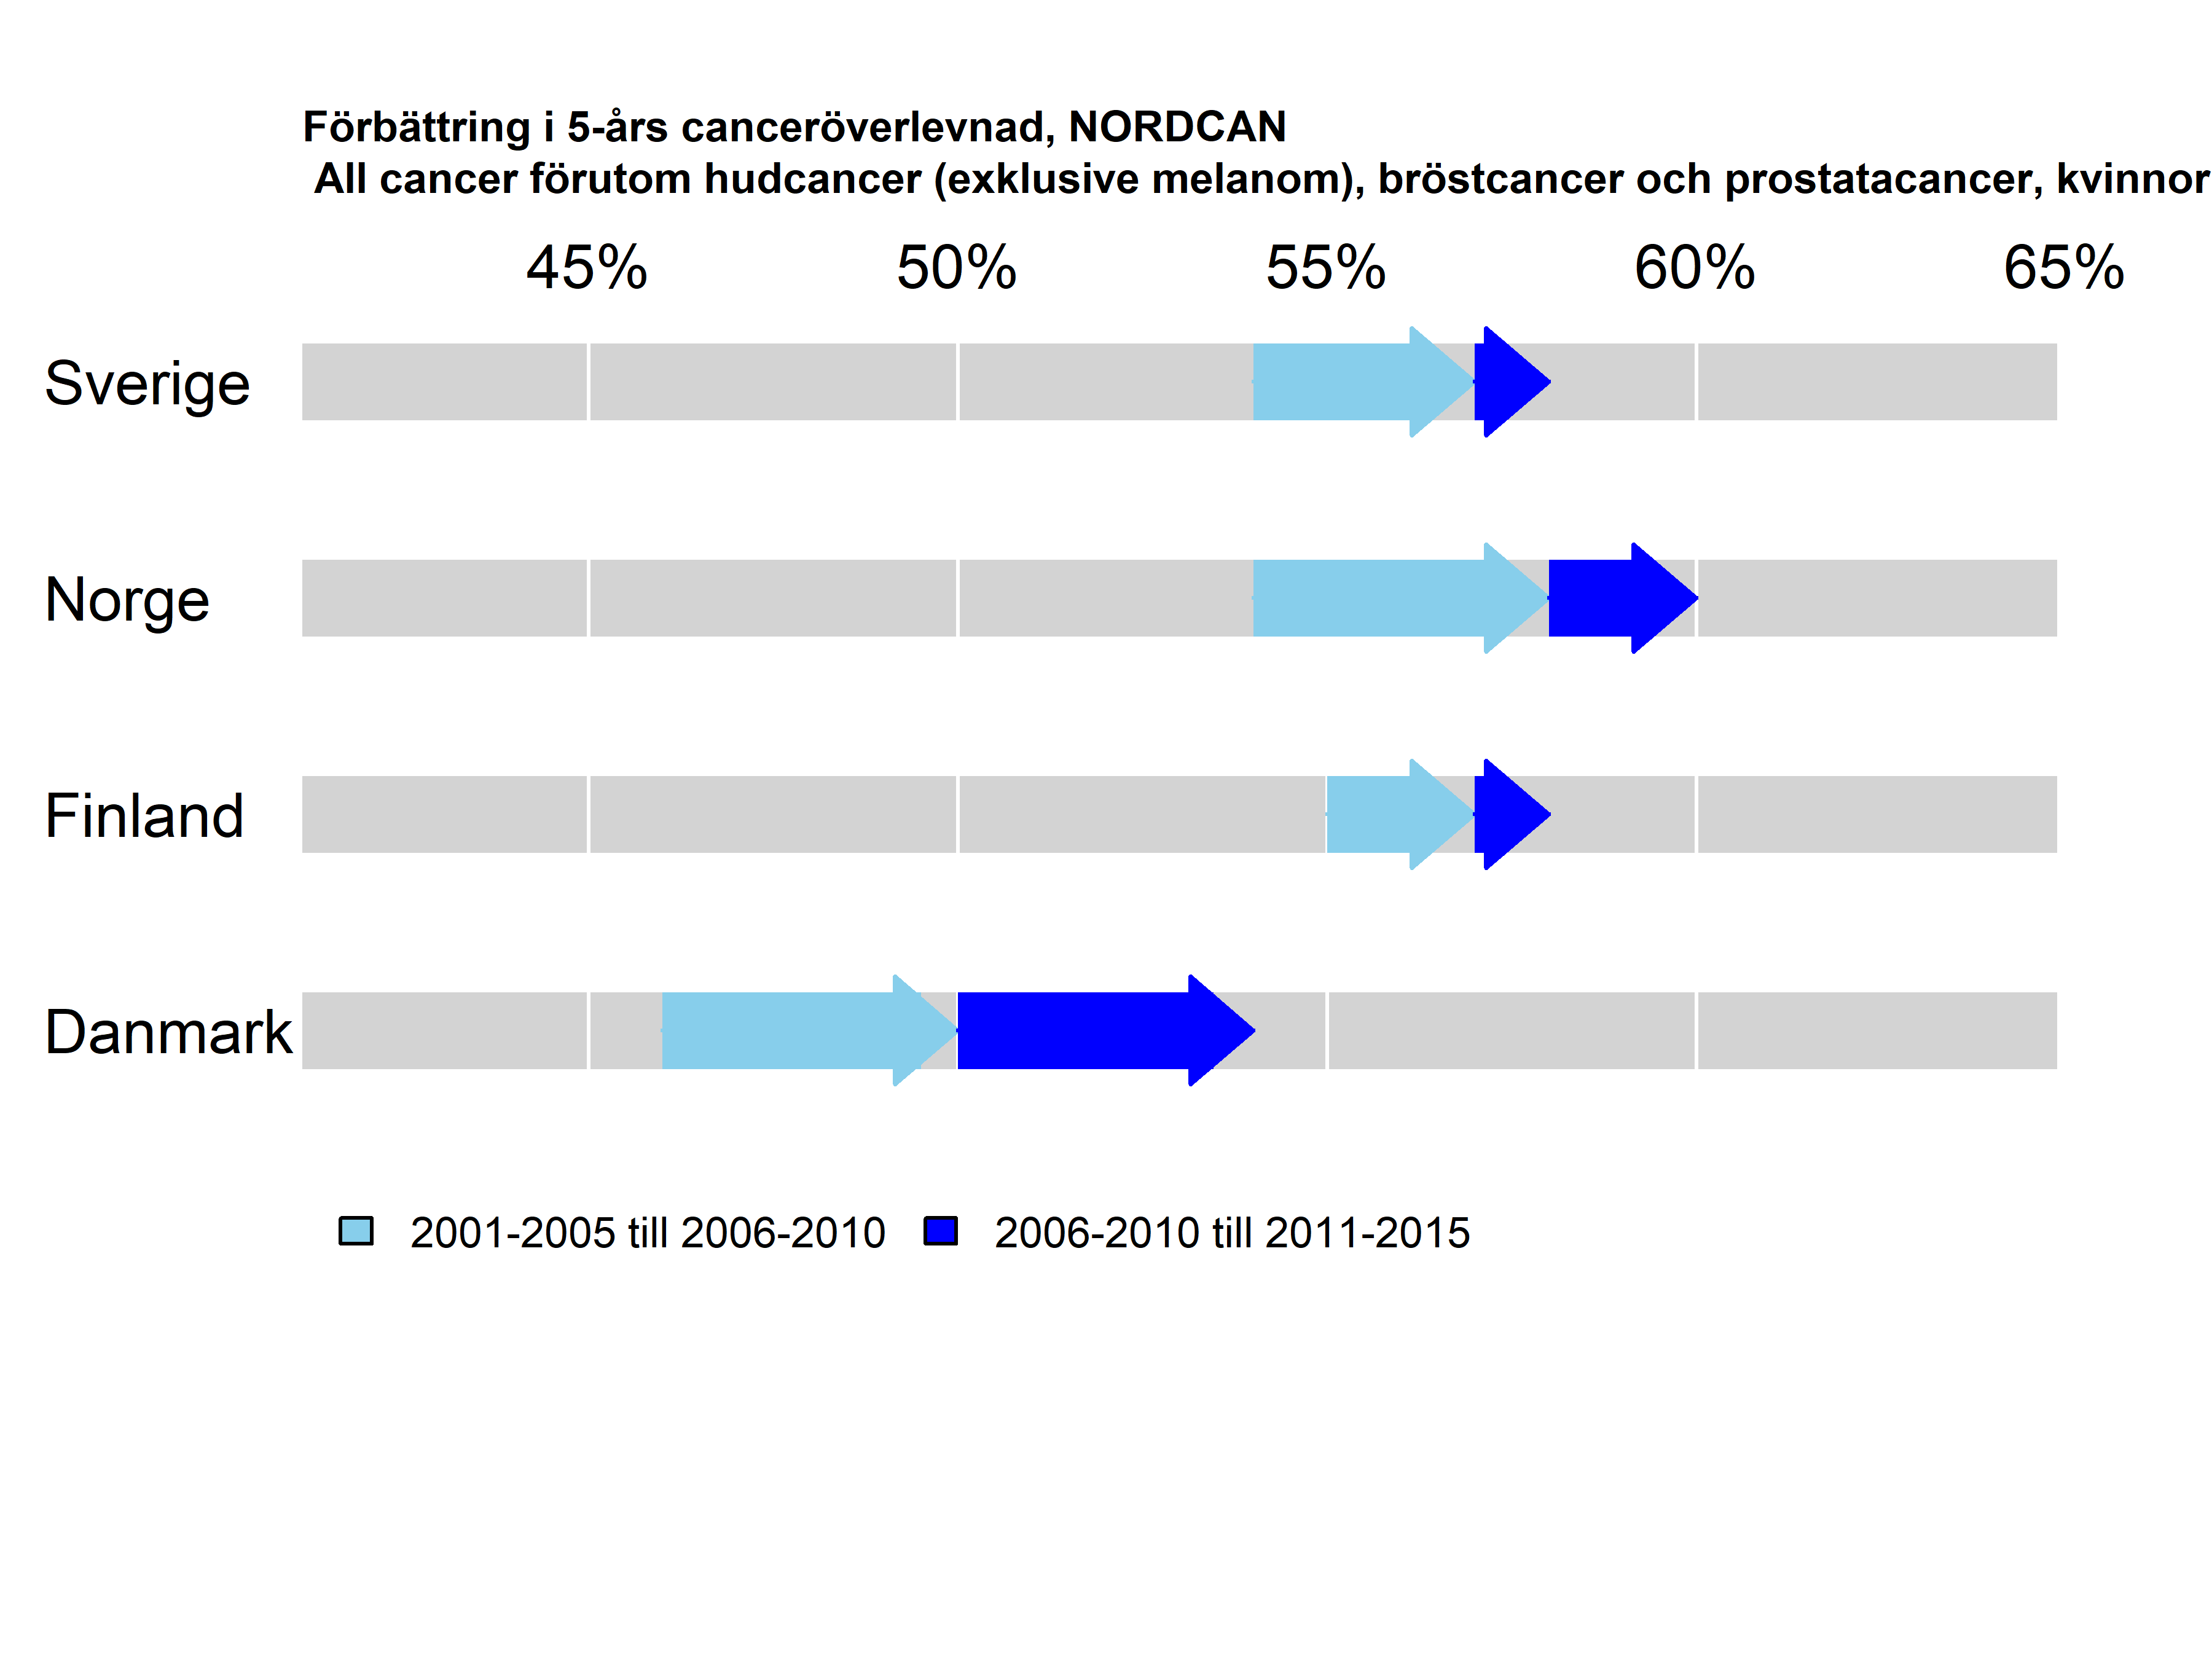 Förbättring i 5-års canceröverlevnad, NORDCAN
All cancer förutom hudcancer (exklusive melanom), bröstcancer och prostatacancer, kvinnor
45% 50% 55% 60% 65%
Sverige
Norge
Finland
Danmark
2001-2005 till 2006-2010 2006-2010 till 2011-2015